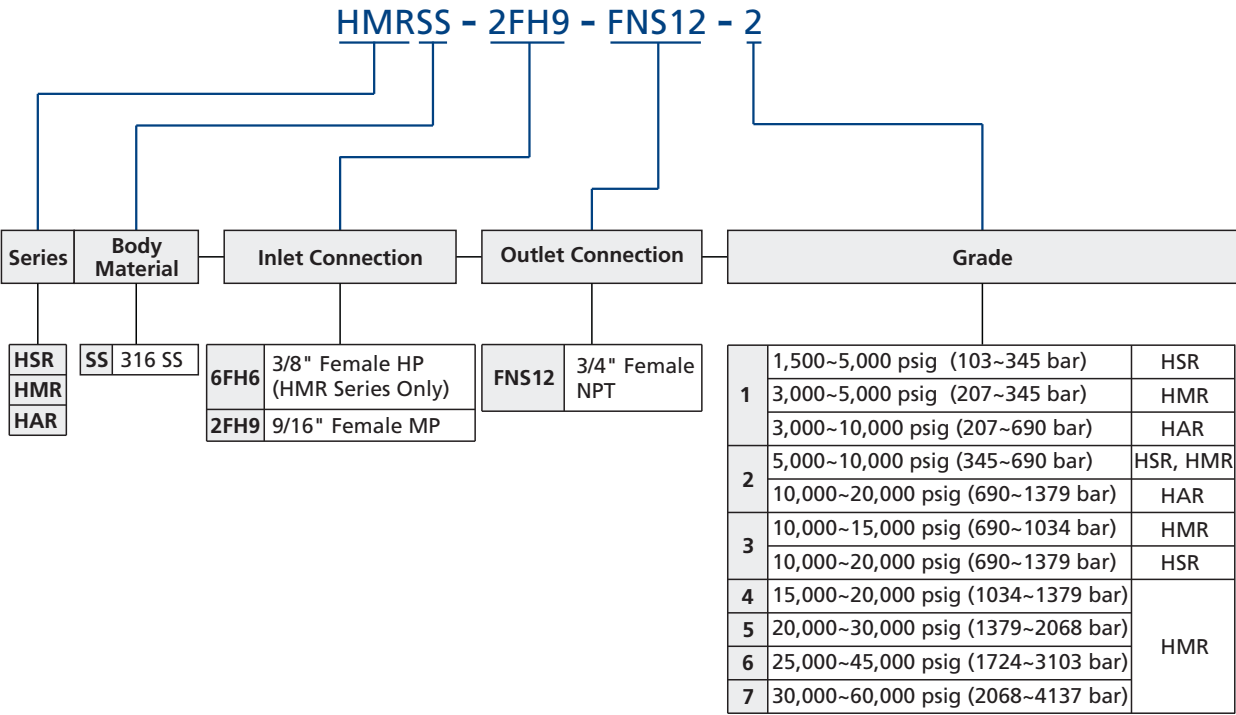 HMRSS - 2FH9 - FNS12 - 2
Series
Body
Material
Inlet Connection
Outlet Connection
Grade
HSR
HMR
HAR
SS 316 SS
6FH6 3/8" Female HP
(HMR Series Only)
2FH9 9/16" Female MP
FNS12 3/4" Female
NPT
1 1,500~5,000 psig (103~345 bar) HSR
3,000~5,000 psig (207~345 bar) HMR
3,000~10,000 psig (207~690 bar) HAR
2 5,000~10,000 psig (345~690 bar) HSR, HMR
10,000~20,000 psig (690~1379 bar) HAR
3 10,000~15,000 psig (690~1034 bar) HMR
10,000~20,000 psig (690~1379 bar) HSR
4 15,000~20,000 psig (1034~1379 bar) HMR
5 20,000~30,000 psig (1379~2068 bar)
6 25,000~45,000 psig (1724~3103 bar)
7 30,000~60,000 psig (2068~4137 bar)